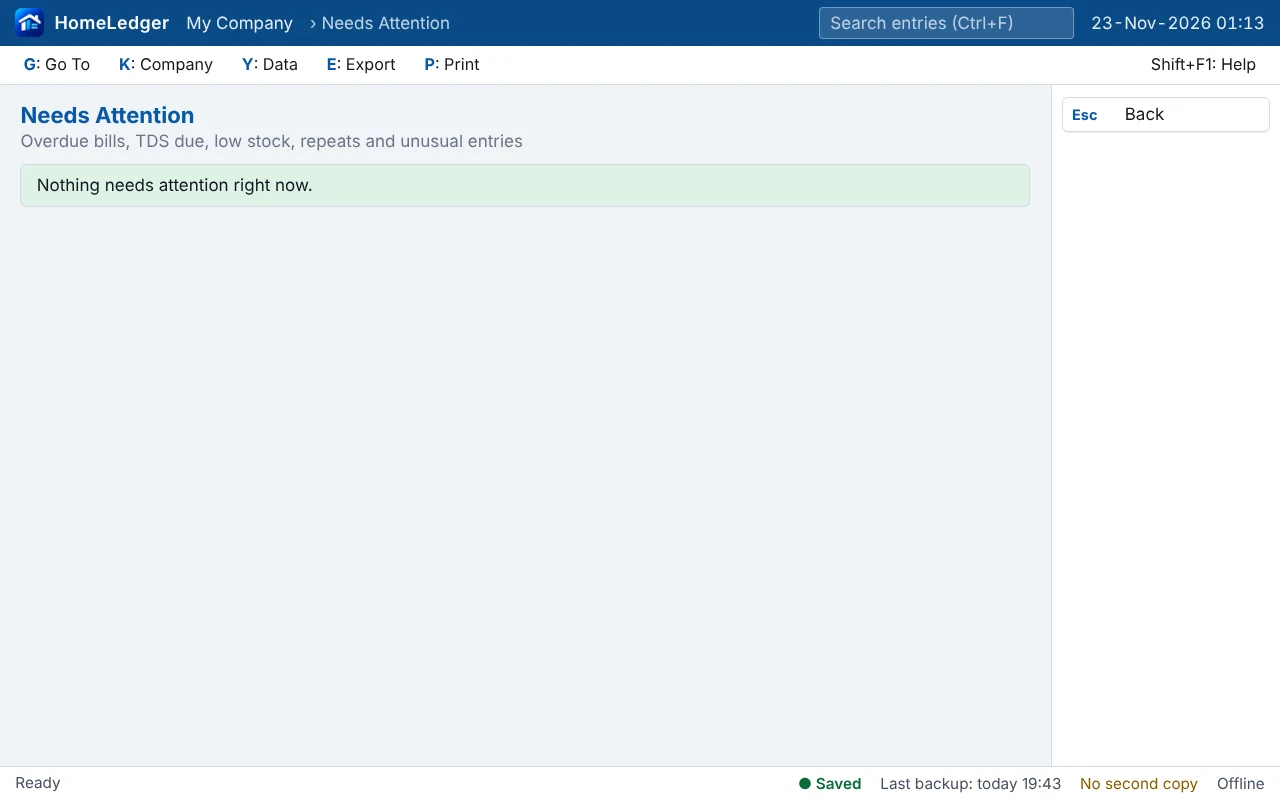 HomeLedger My Company › Needs Attention Search entries (Ctrl+F) 23-Nov-2026 01:13
G: Go To K: Company Y: Data E: Export P: Print Shift+F1: Help
Needs Attention
Overdue bills, TDS due, low stock, repeats and unusual entries
Nothing needs attention right now.
Esc Back
Ready Saved Last backup: today 19:43 No second copy Offline